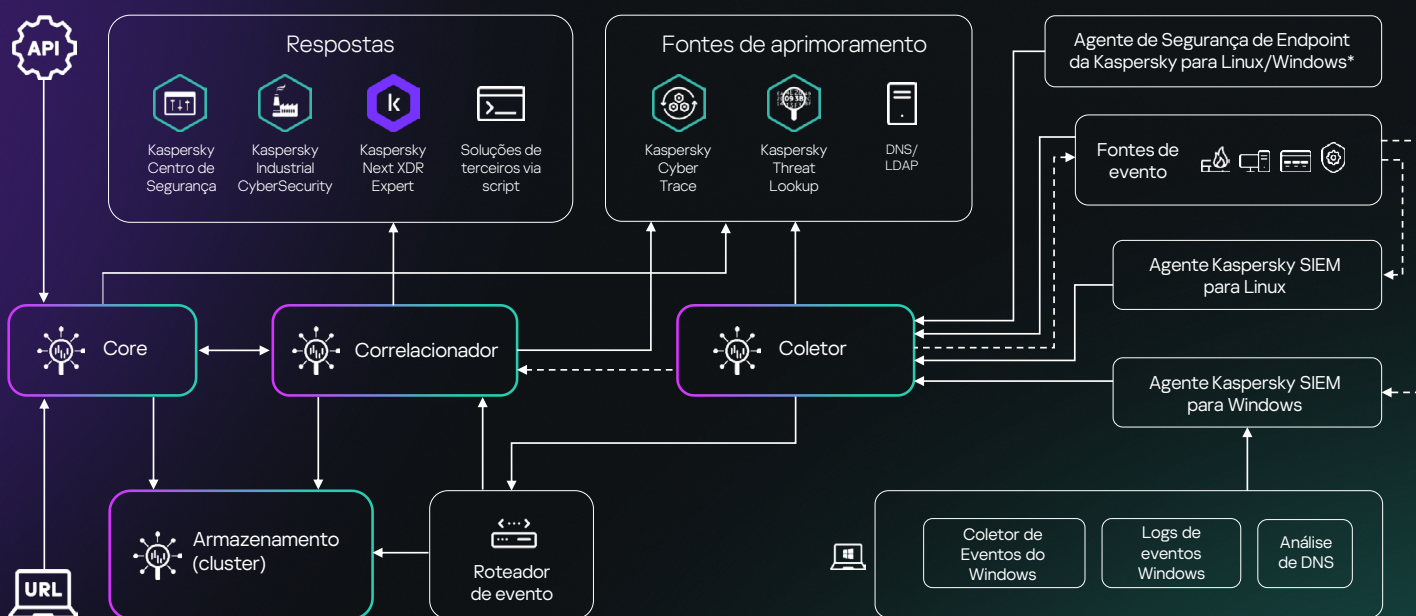 API
Respostas
Kaspersky
Centro de
Segurança
Kaspersky
Industrial
CyberSecurity
Kaspersky
Next XDR
Expert
Soluções de
terceiros via
script
Fontes de aprimoramento
Kaspersky
Cyber
Trace
Kaspersky
Threat
Lookup
DNS/
LDAP
Agente de Segurança de Endpoint
da Kaspersky para Linux/Windows*
Fontes de
evento
Agente Kaspersky SIEM
para Linux
Core
Correlacionador
Coletor
Agente Kaspersky SIEM
para Windows
Armazenamento
(cluster)
Roteador
de evento
Coletor de
Eventos do
Windows
Logs de
eventos
Windows
Análise
de DNS
URL